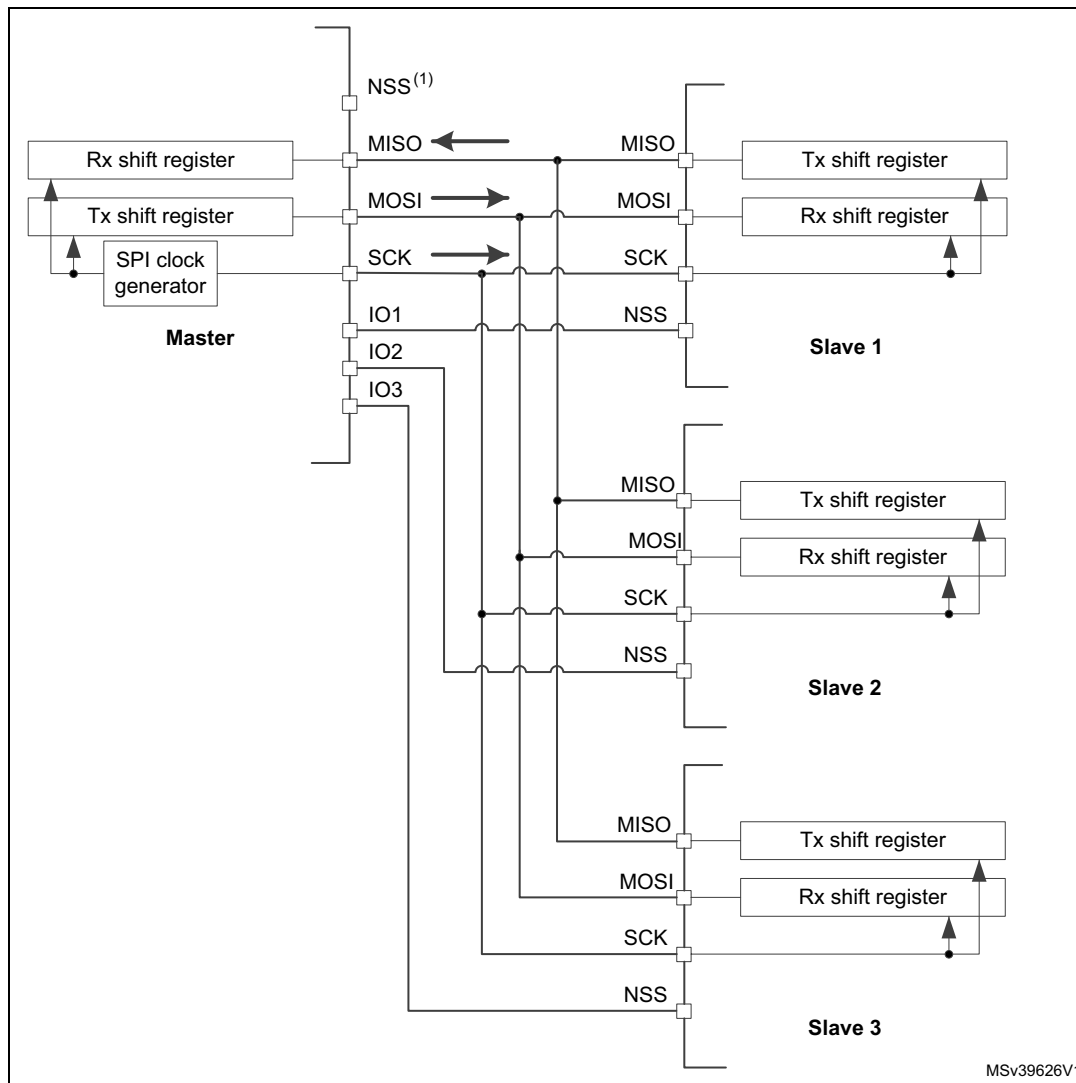 NSS(1)
MISO
MISO
Rx shift register
Tx shift register
MOSI
MOSI
Tx shift register
Rx shift register
SCK
SCK
SPI clock
generator
IO1
NSS
Master
Slave 1
IO2
IO3
MISO
Tx shift register
MOSI
Rx shift register
SCK
NSS
Slave 2
MISO
Tx shift register
MOSI
Rx shift register
SCK
NSS
Slave 3
MSv39626V1